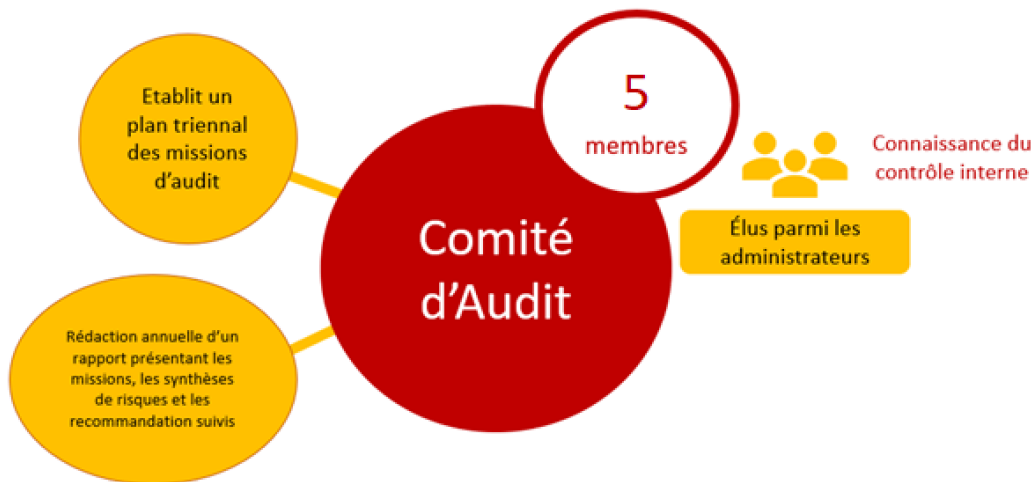 Etablit un
plan triennal
des missions
d'audit
5
membres
Connaissance du
contrôle interne
Élus parmi les
administrateurs
Comité
d'Audit
Rédaction annuelle d'un
rapport présentant les
missions, les synthèses
de risques et les
recommandation suivis